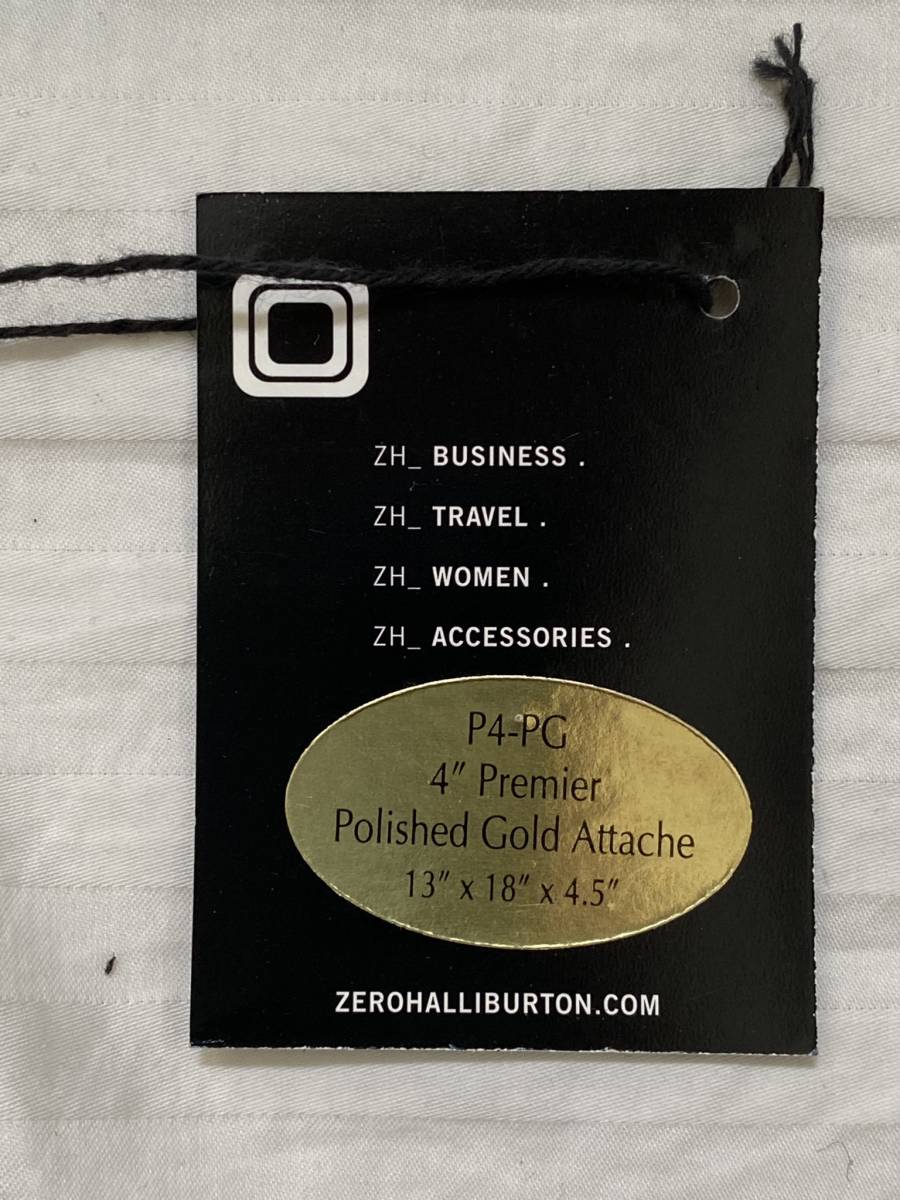 ZH_ BUSINESS .
ZH_ TRAVEL .
ZH_ WOMEN .
ZH_ ACCESSORIES .
P4-PG
4″ Premier
Polished Gold Attache
13″ x 18″ x 4.5″
ZEROHALLIBURTON.COM